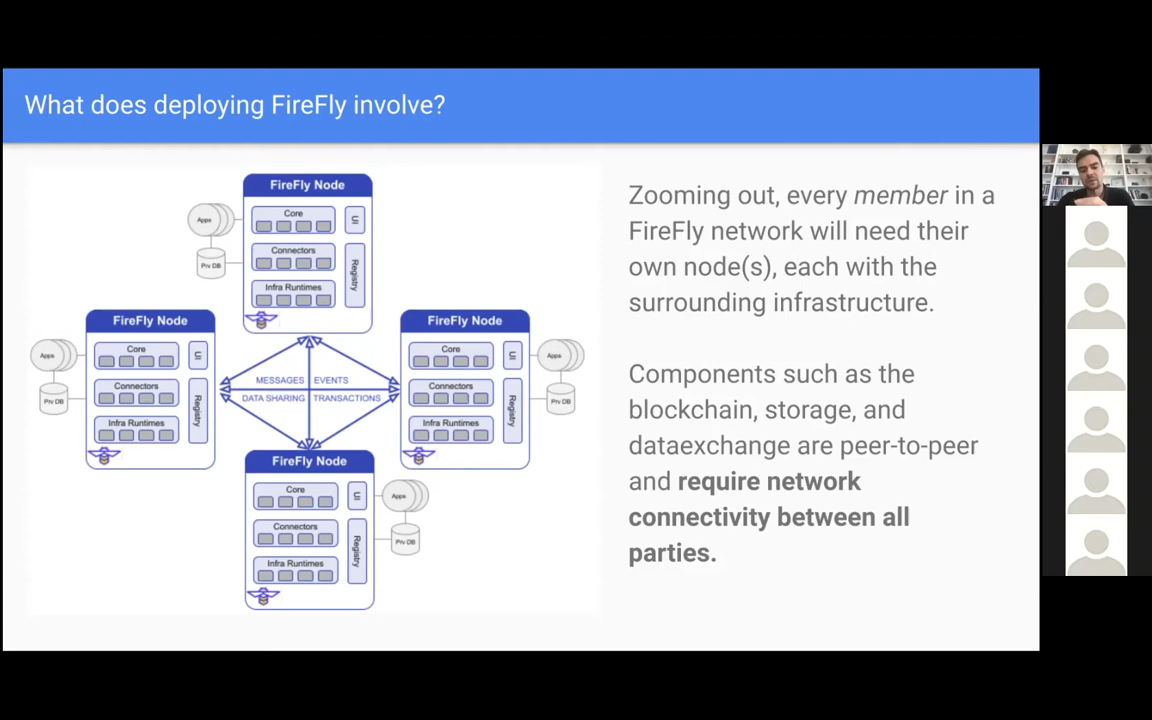 What does deploying FireFly involve?
FireFly Node
Core
UI
Connectors
Registry
Infra Runtimes
Apps
Prv DB
FireFly Node
Core
UI
Connectors
Registry
Infra Runtimes
Apps
Prv DB
MESSAGES
EVENTS
DATA SHARING
TRANSACTIONS
FireFly Node
Core
UI
Connectors
Registry
Infra Runtimes
Apps
Prv DB
FireFly Node
Core
UI
Connectors
Registry
Infra Runtimes
Apps
Prv DB
Zooming out, every member in a
FireFly network will need their
own node(s), each with the
surrounding infrastructure.
Components such as the
blockchain, storage, and
dataexchange are peer-to-peer
and require network
connectivity between all
parties.